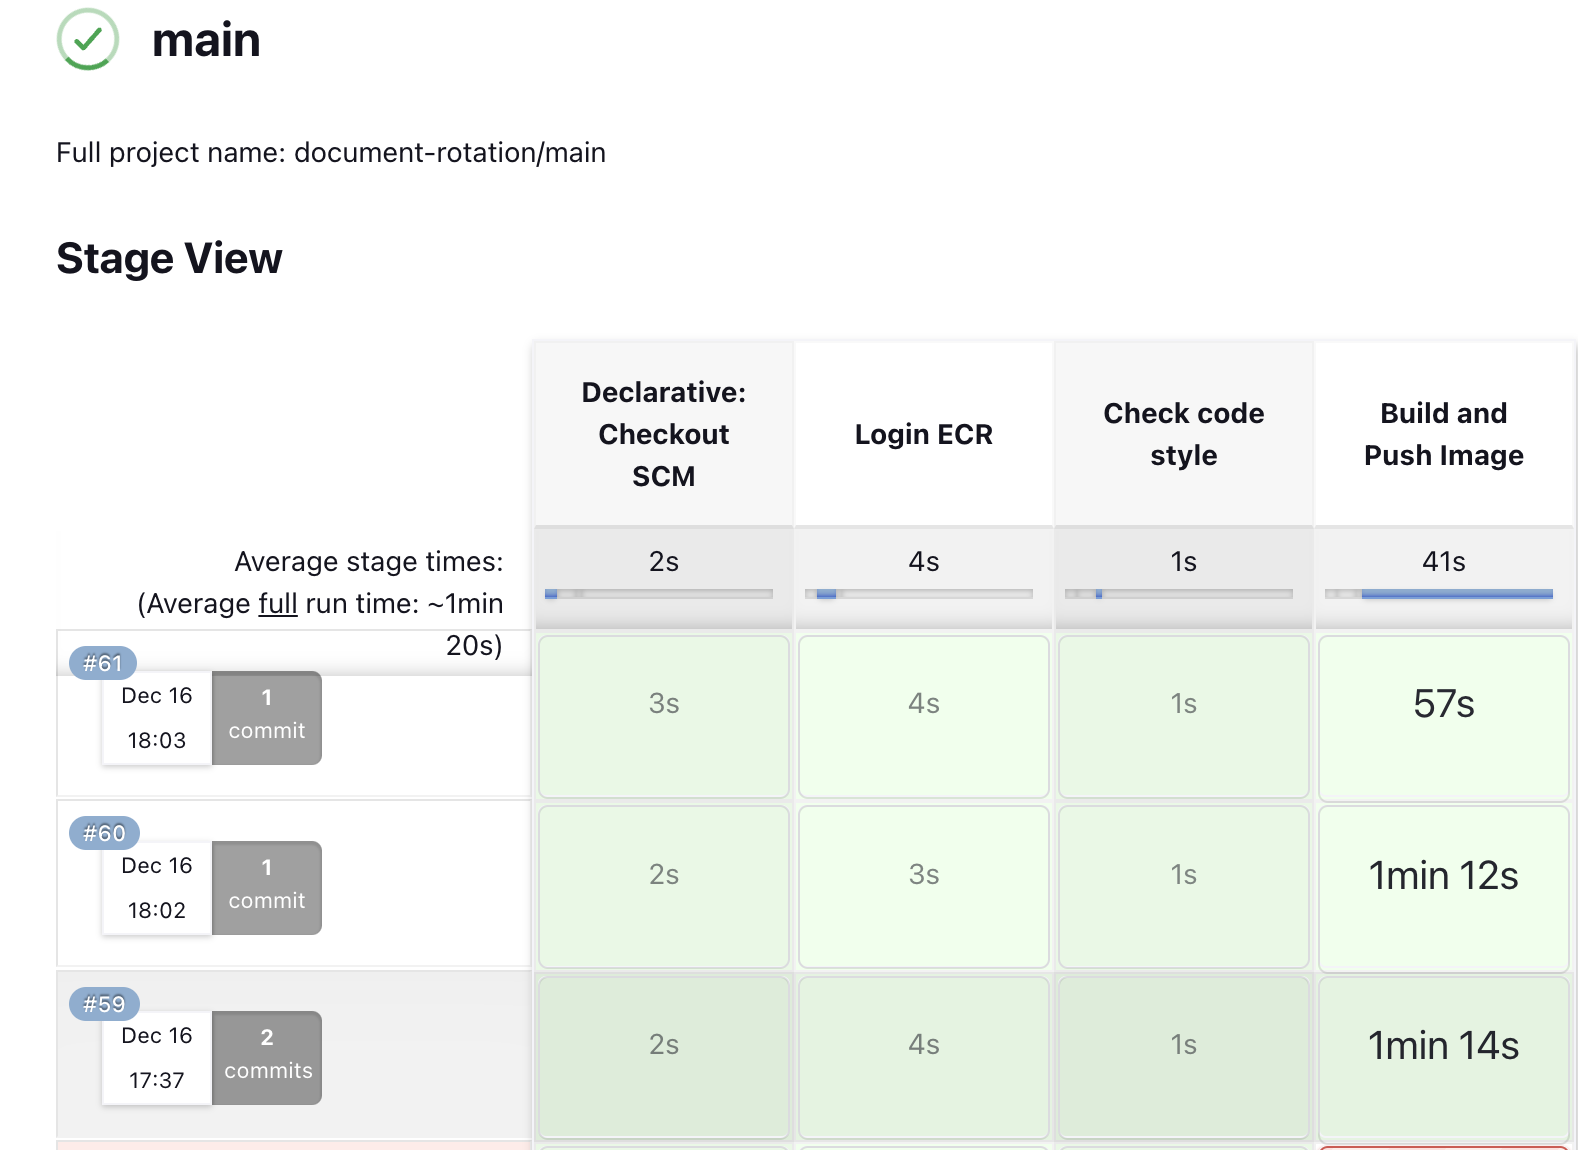 main
Full project name: document-rotation/main
Stage View
Declarative:
Checkout
SCM
Login ECR
Check code
style
Build and
Push Image
Average stage times:
(Average full run time: ~1min
20s)
2s
4s
1s
41s
#61
Dec 16
18:03
1
commit
3s
4s
1s
57s
#60
Dec 16
18:02
1
commit
2s
3s
1s
1min 12s
#59
Dec 16
17:37
2
commits
2s
4s
1s
1min 14s